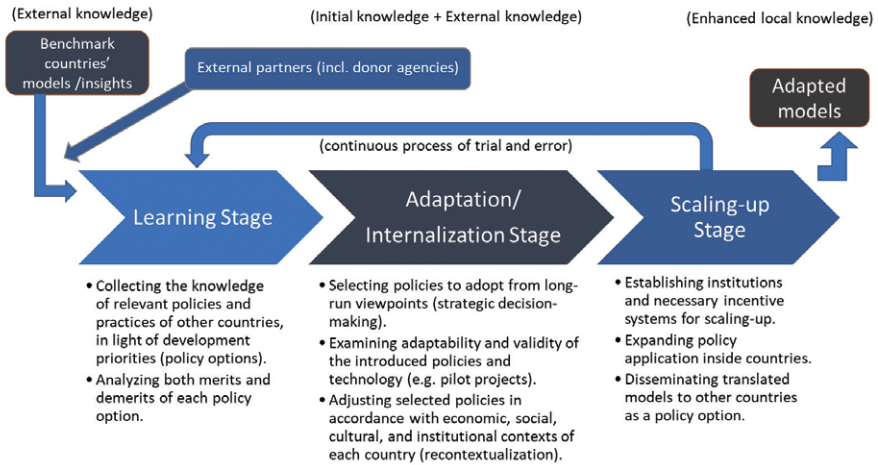 (External knowledge)
(Initial knowledge + External knowledge)
(Enhanced local knowledge)
Benchmark
countries'
models /insights
External partners (incl. donor agencies)
Adapted
models
(continuous process of trial and error)
Learning Stage
Adaptation/
Internalization Stage
Scaling-up
Stage
• Collecting the knowledge
of relevant policies and
practices of other countries,
in light of development
priorities (policy options).
• Analyzing both merits and
demerits of each policy
option.
• Selecting policies to adopt from long-
run viewpoints (strategic decision-
making).
• Examining adaptability and validity of
the introduced policies and
technology (e.g. pilot projects).
• Adjusting selected policies in
accordance with economic, social,
cultural, and institutional contexts of
each country (recontextualization).
• Establishing institutions
and necessary incentive
systems for scaling-up.
• Expanding policy
application inside countries.
• Disseminating translated
models to other countries
as a policy option.